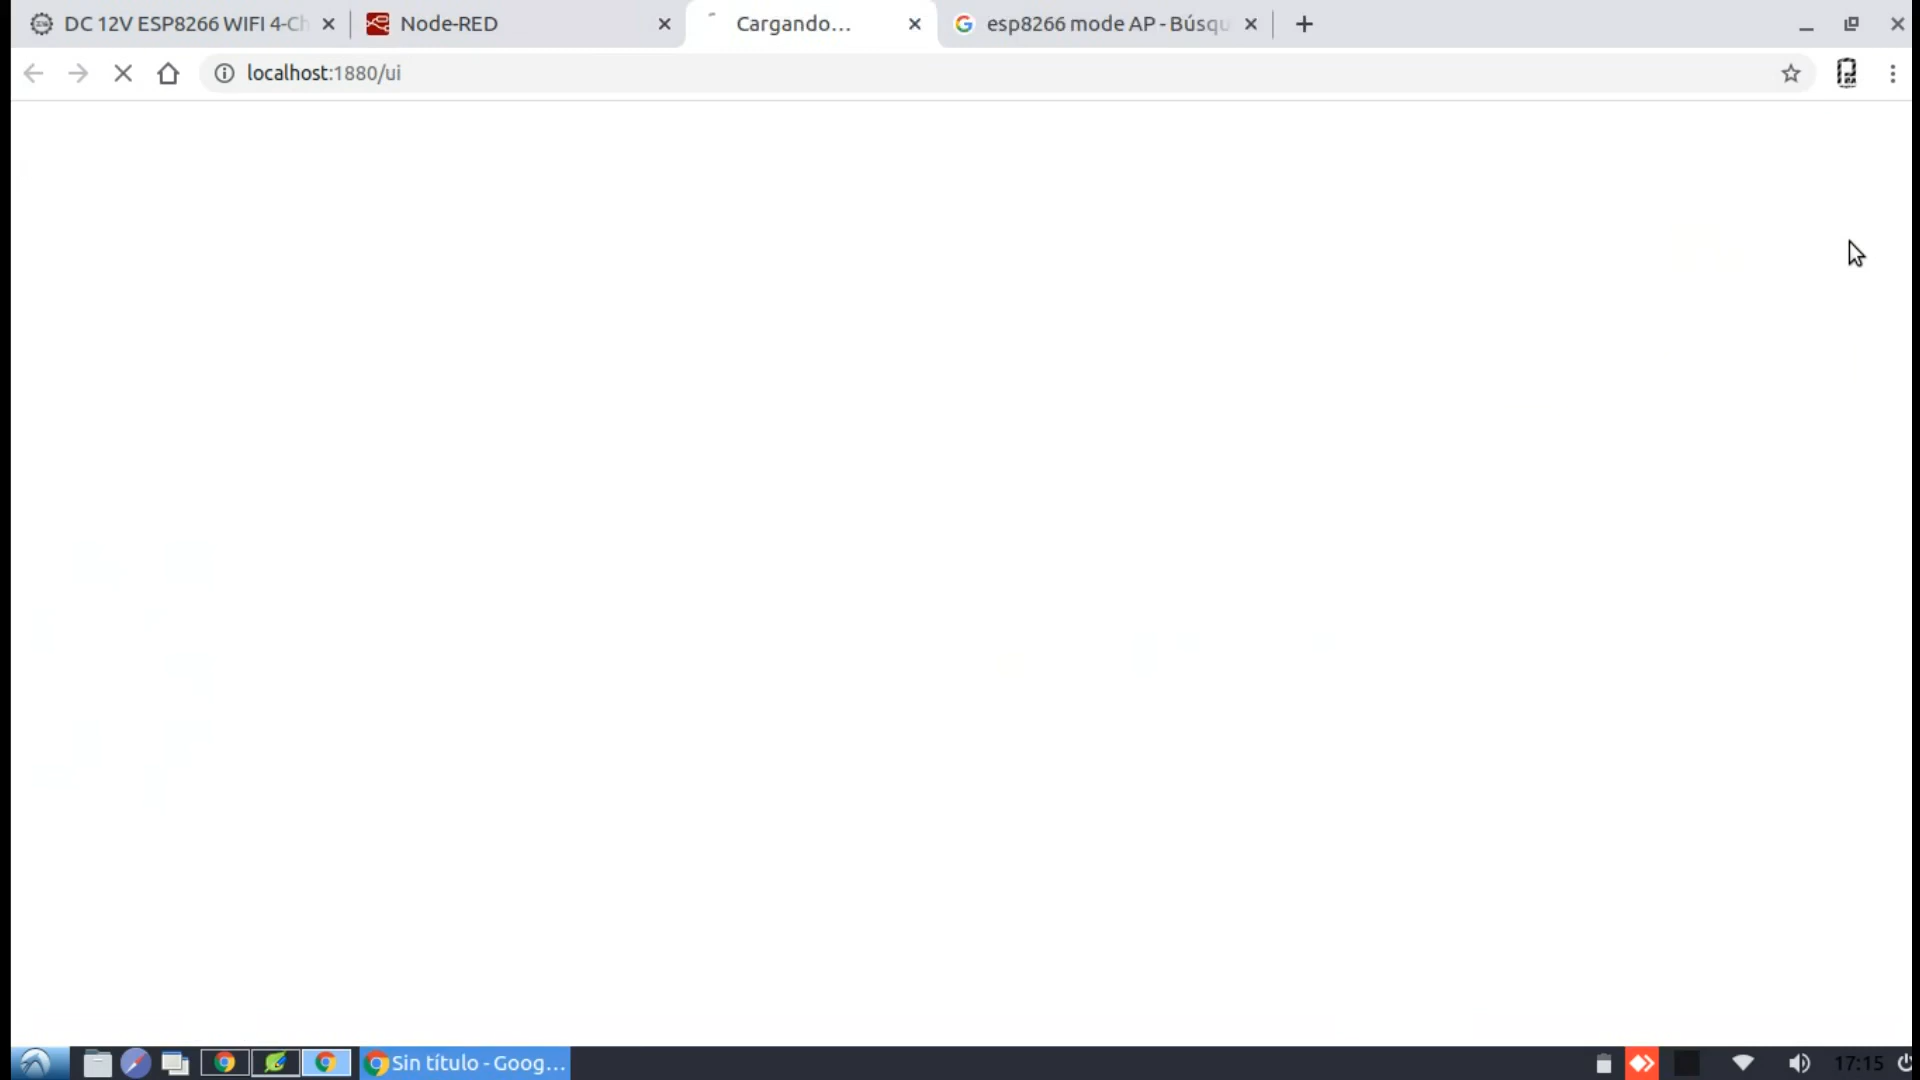 DC 12V ESP8266 WIFI 4-Ch
Node-RED
Cargando...
esp8266 mode AP - Búsqu
localhost:1880/ui
Sin título - Goog...
17:15